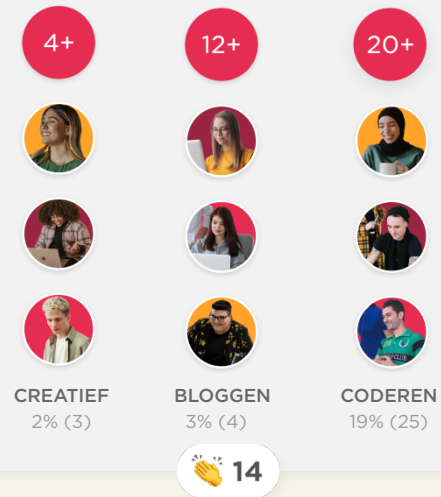 4+ 12+ 20+
CREATIEF BLOGGEN CODEREN
2% (3) 3% (4) 19% (25)
14